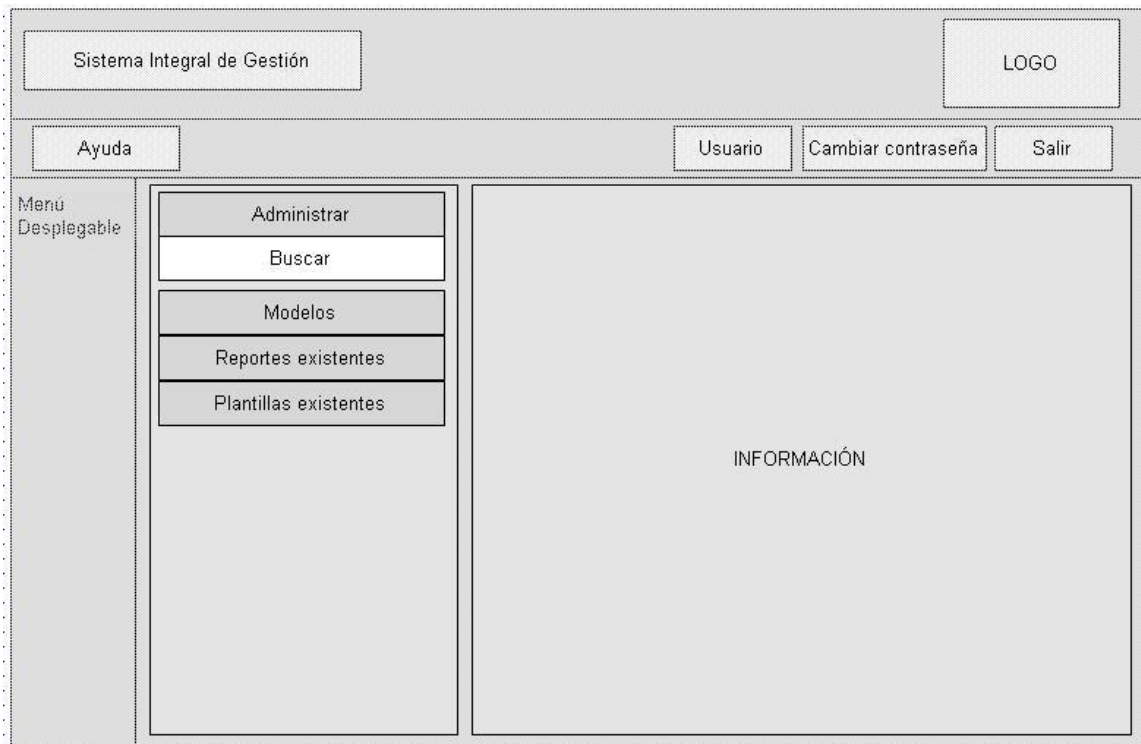 Sistema Integral de Gestión
LOGO
Ayuda
Usuario
Cambiar contraseña
Salir
Menú
Desplegable
Administrar
Buscar
Modelos
Reportes existentes
Plantillas existentes
INFORMACIÓN